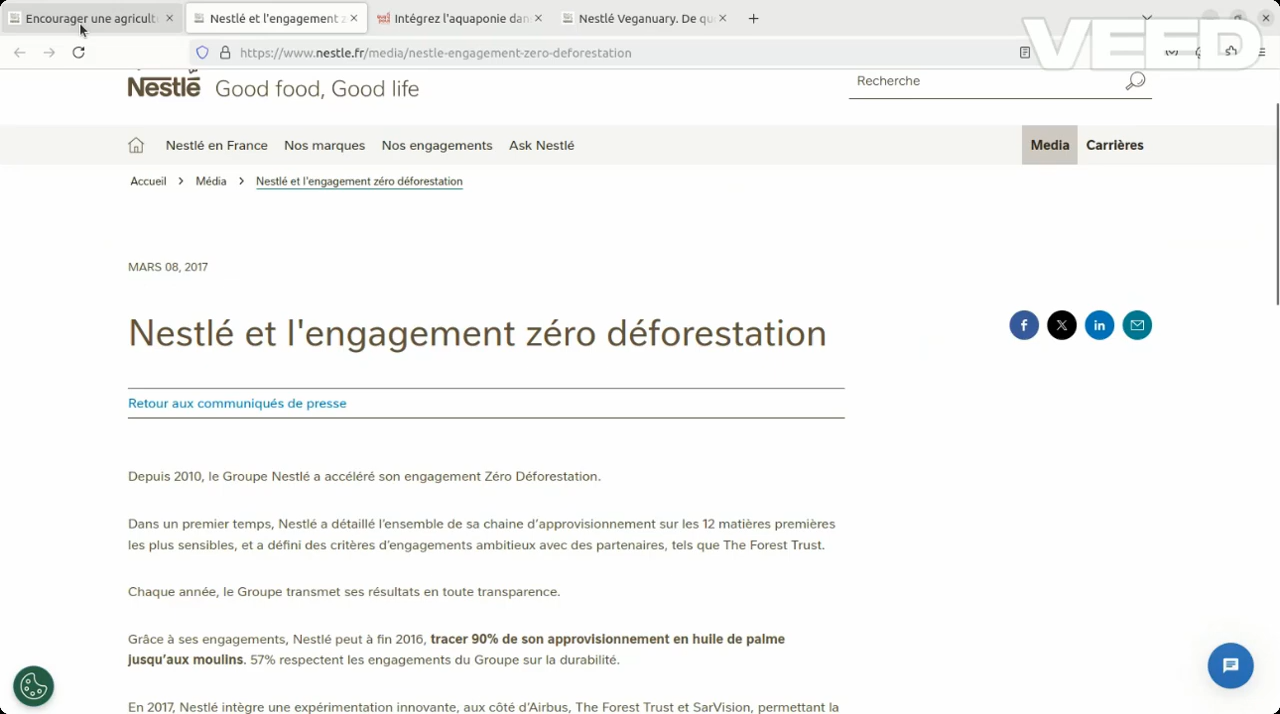 Encourager une agricult
Nestlé et l'engagement z
Intégrez l'aquaponie dan
Nestlé Veganuary. De qu
VEED
https://www.nestle.fr/media/nestle-engagement-zero-deforestation
Nestlé
Good food, Good life
Recherche
Nestlé en France
Nos marques
Nos engagements
Ask Nestlé
Media
Carrières
Accueil
Média
Nestlé et l'engagement zéro déforestation
MARS 08, 2017
Nestlé et l'engagement zéro déforestation
Retour aux communiqués de presse
Depuis 2010, le Groupe Nestlé a accéléré son engagement Zéro Déforestation.
Dans un premier temps, Nestlé a détaillé l'ensemble de sa chaine d'approvisionnement sur les 12 matières premières
les plus sensibles, et a défini des critères d'engagements ambitieux avec des partenaires, tels que The Forest Trust.
Chaque année, le Groupe transmet ses résultats en toute transparence.
Grâce à ses engagements, Nestlé peut à fin 2016, tracer 90% de son approvisionnement en huile de palme
jusqu'aux moulins. 57% respectent les engagements du Groupe sur la durabilité.
En 2017, Nestlé intègre une expérimentation innovante, aux côté d'Airbus, The Forest Trust et SarVision, permettant la